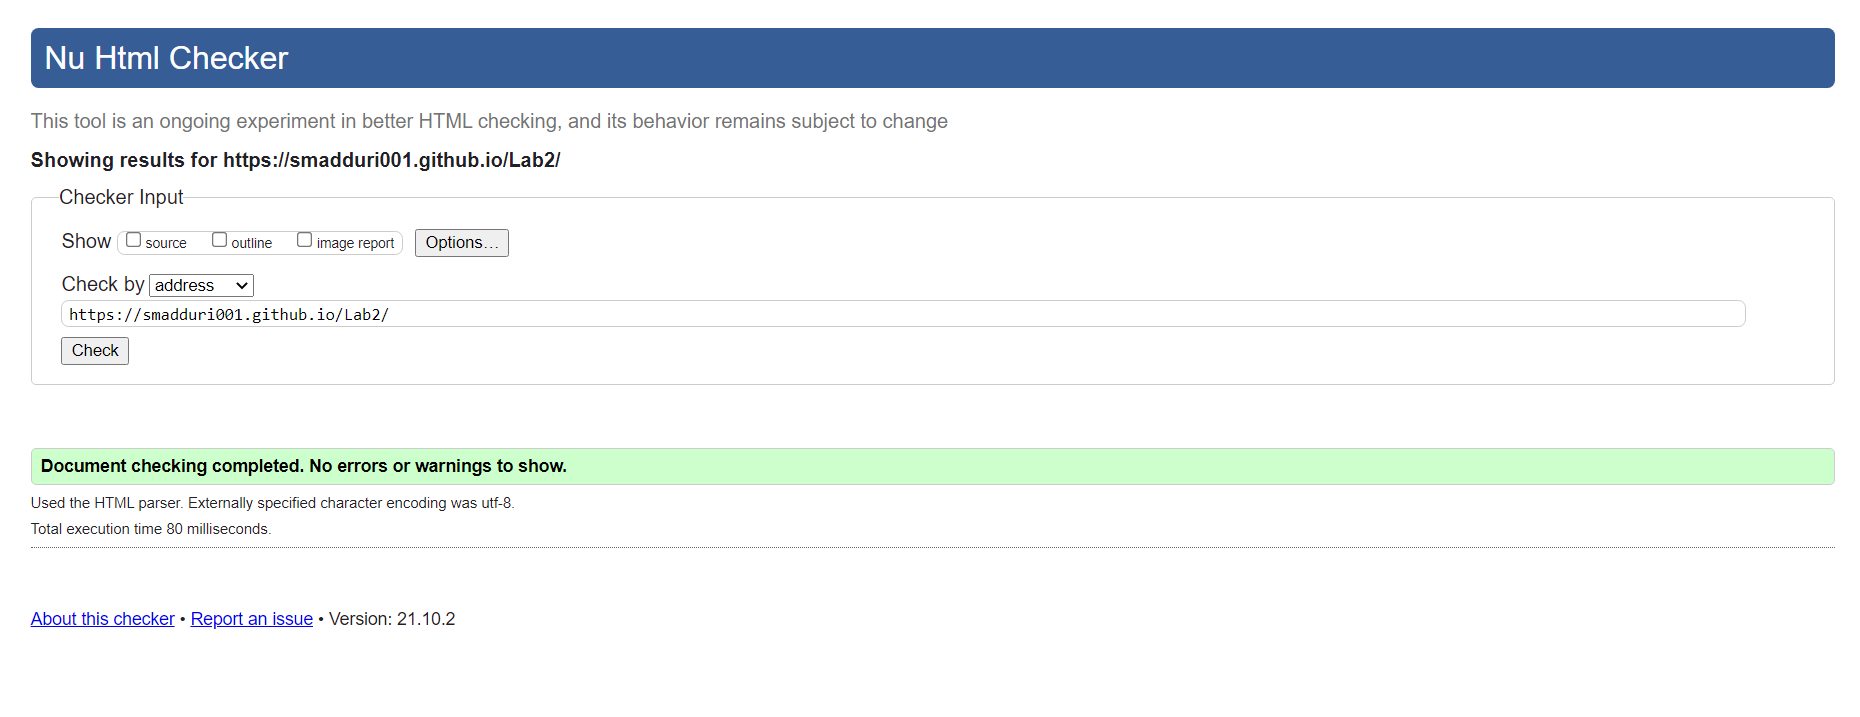 Nu Html Checker
This tool is an ongoing experiment in better HTML checking, and its behavior remains subject to change
Showing results for https://smadduri001.github.io/Lab2/
Checker Input
Show source outline image report Options...
Check by address
https://smadduri001.github.io/Lab2/
Check
Document checking completed. No errors or warnings to show.
Used the HTML parser. Externally specified character encoding was utf-8.
Total execution time 80 milliseconds.
About this checker • Report an issue • Version: 21.10.2